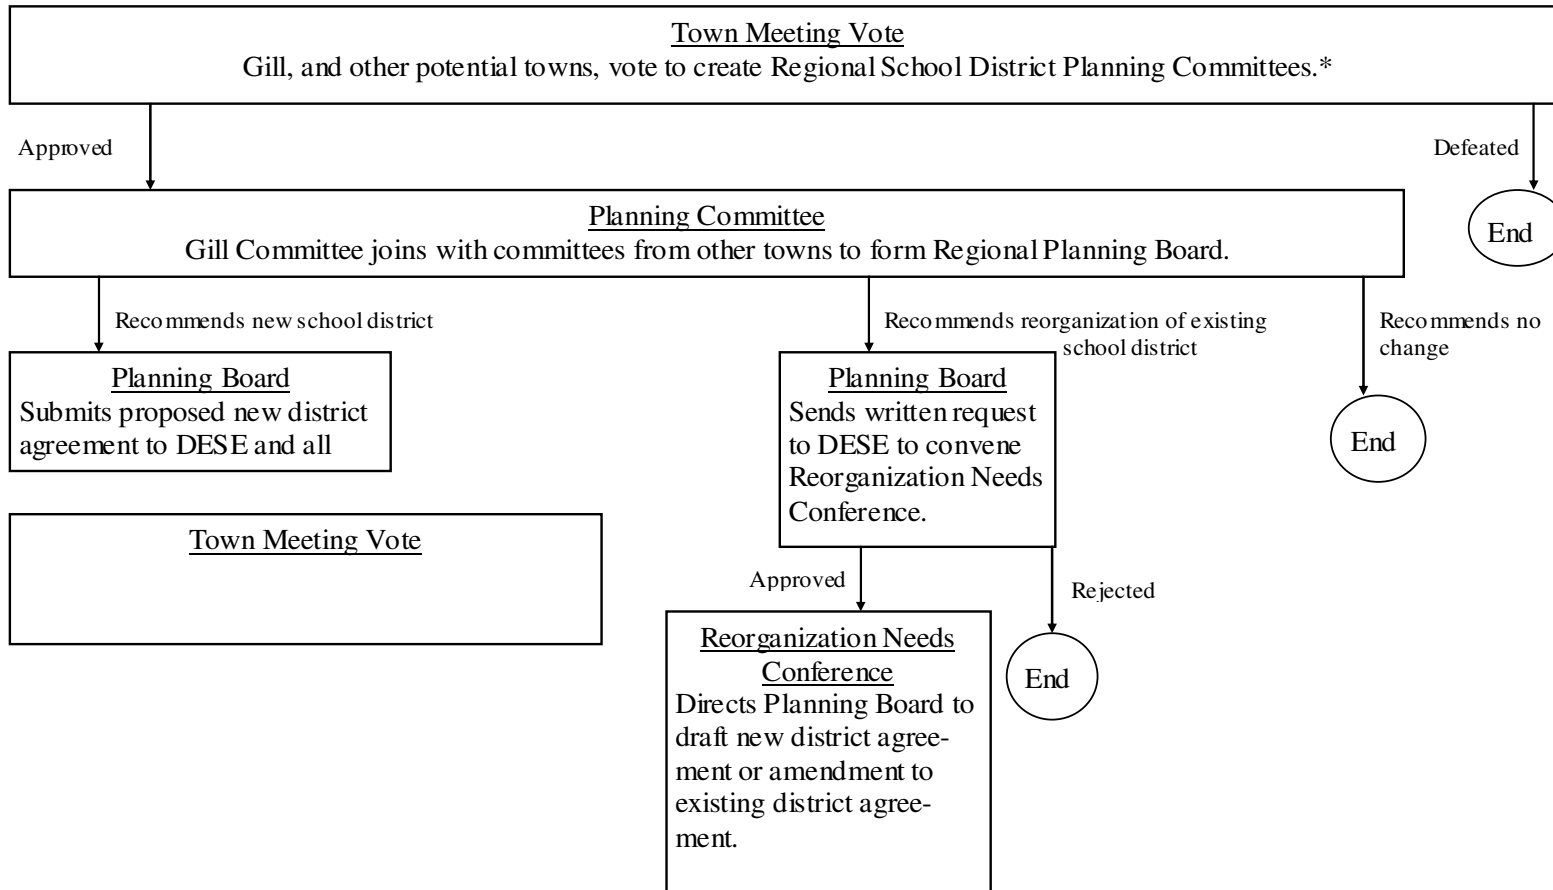 Town Meeting Vote
Gill, and other potential towns, vote to create Regional School District Planning Committees.*
Approved
Defeated
End
Planning Committee
Gill Committee joins with committees from other towns to form Regional Planning Board.
Recommends new school district
Recommends reorganization of existing
school district
Recommends no
change
Planning Board
Submits proposed new district
agreement to DESE and all
Planning Board
Sends written request
to DESE to convene
Reorganization Needs
Conference.
End
Town Meeting Vote
Approved
Rejected
Reorganization Needs
Conference
Directs Planning Board to
draft new district agree-
ment or amendment to
existing district agree-
ment.
End